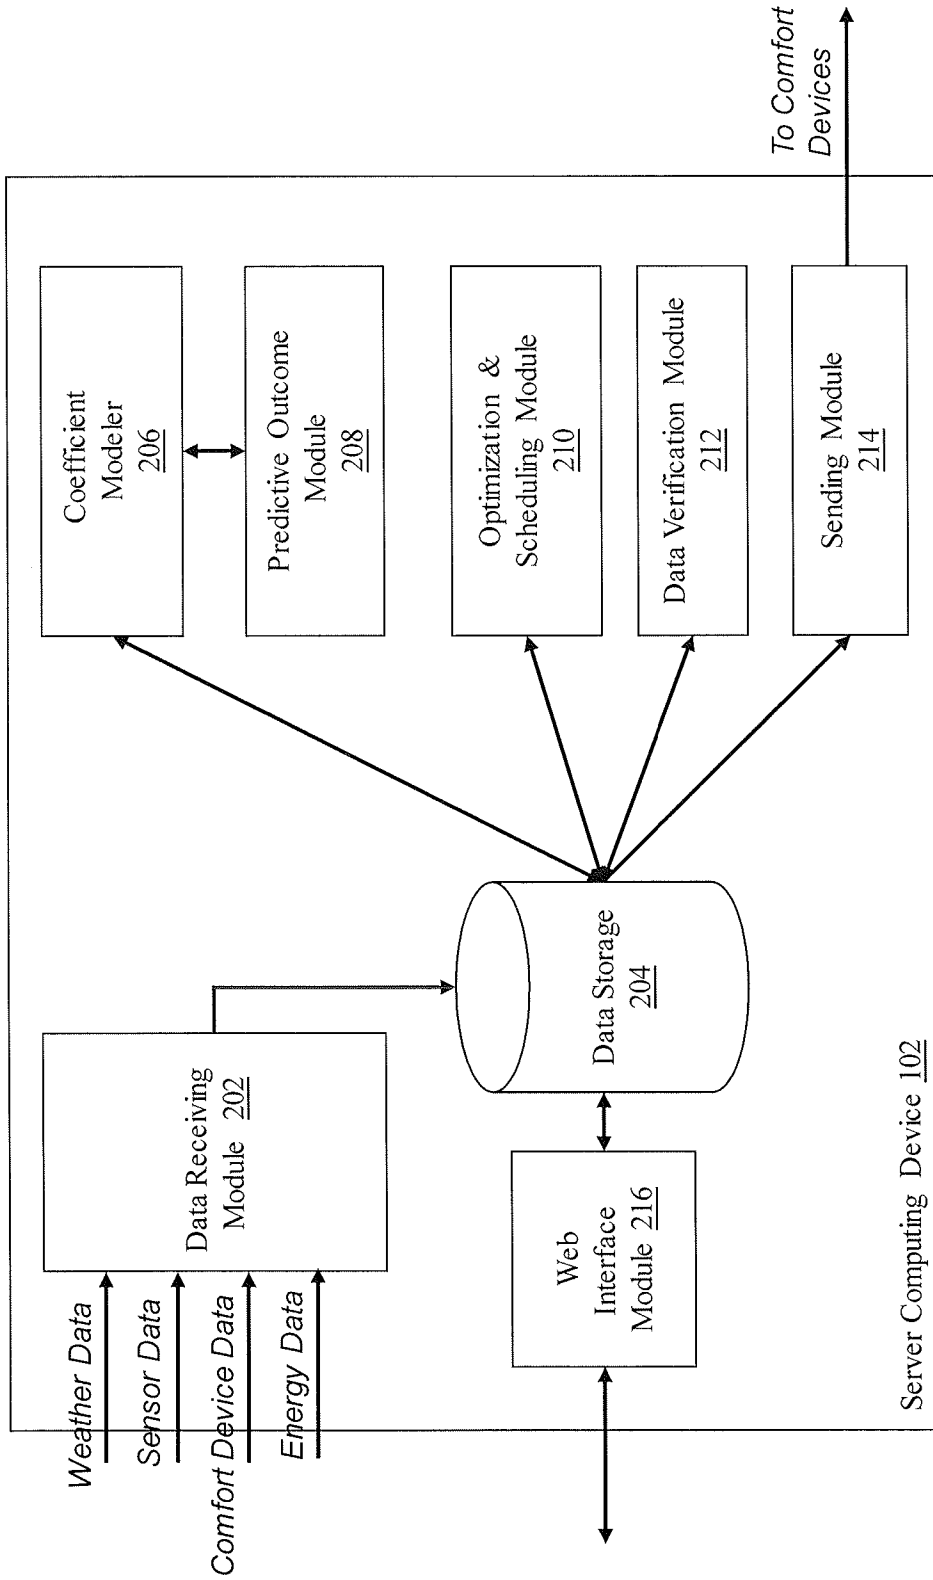 Weather Data
Sensor Data
Comfort Device Data
Energy Data
Data Receiving
Module 202
Web
Interface
Module 216
Data Storage
204
Coefficient
Modeler
206
Predictive Outcome
Module
208
Optimization &
Scheduling Module
210
Data Verification Module
212
Sending Module
214
To Comfort
Devices
Server Computing Device 102